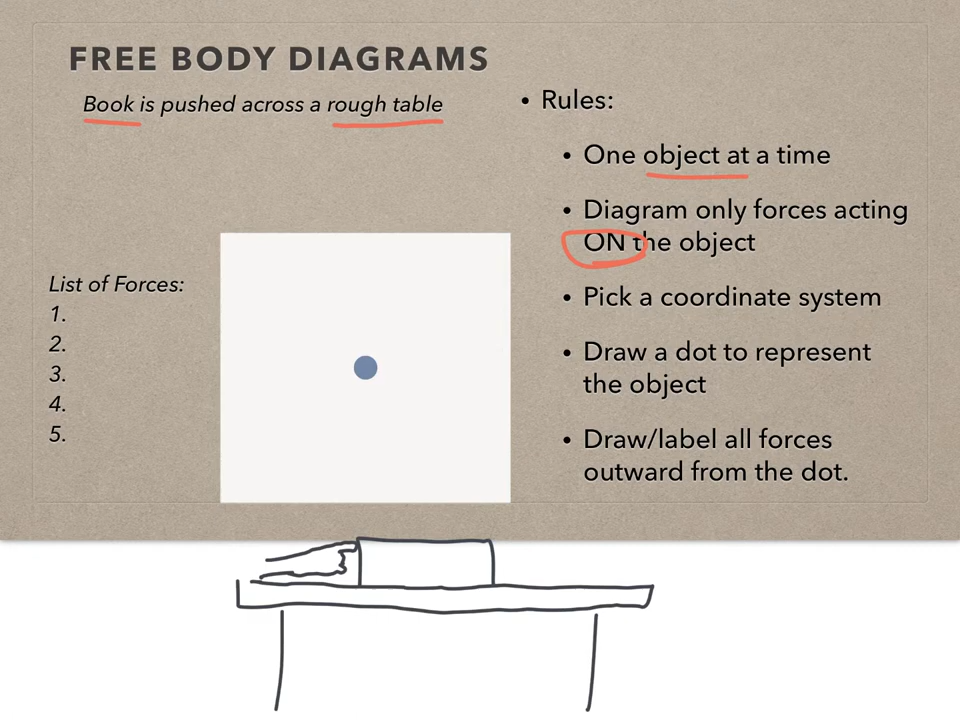 FREE BODY DIAGRAMS
Book is pushed across a rough table
List of Forces:
1.
2.
3.
4.
5.
• Rules:
• One object at a time
• Diagram only forces acting
ON the object
• Pick a coordinate system
• Draw a dot to represent
the object
• Draw/label all forces
outward from the dot.